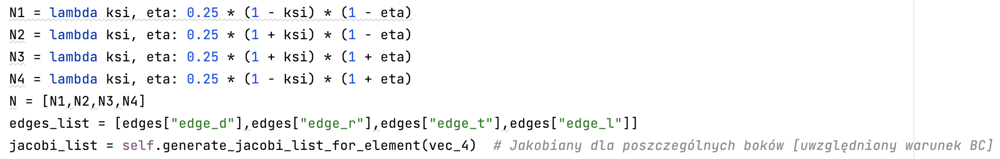 N1 = lambda ksi, eta: 0.25 * (1 - ksi) * (1 - eta)
N2 = lambda ksi, eta: 0.25 * (1 + ksi) * (1 - eta)
N3 = lambda ksi, eta: 0.25 * (1 + ksi) * (1 + eta)
N4 = lambda ksi, eta: 0.25 * (1 - ksi) * (1 + eta)
N = [N1,N2,N3,N4]
edges_list = [edges["edge_d"],edges["edge_r"],edges["edge_t"],edges["edge_l"]]
jacobi_list = self.generate_jacobi_list_for_element(vec_4)  # Jakobiany dla poszczególnych boków [uwzględniony warunek BC]